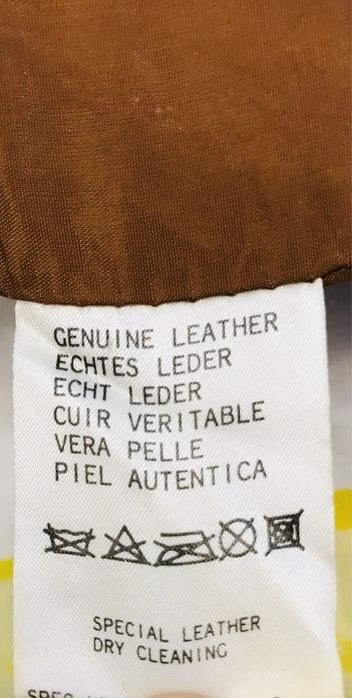 GENUINE LEATHER
ECHTES LEDER
ECHT LEDER
CUIR VERITABLE
VERA PELLE
PIEL AUTENTICA
SPECIAL LEATHER
DRY CLEANING